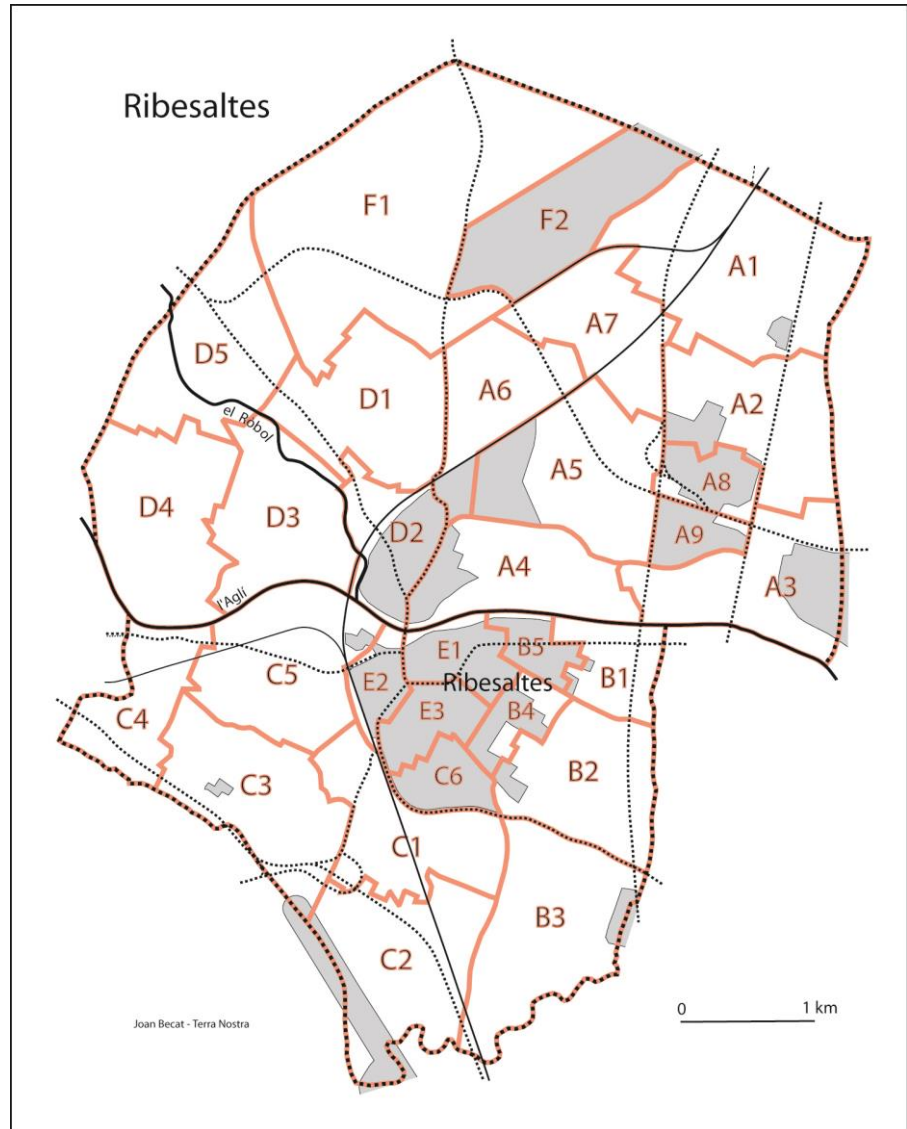 Ribesaltes
F1
F2
A1
D5
A7
D1
A6
A2
el Robol
A5
A8
D4
D3
D2
A9
A4
A3
l'Aglí
E1
B5
C5
E2
Ribesaltes
B1
C4
E3
B4
C3
C6
B2
C1
B3
C2
0 1 km
Joan Becat - Terra Nostra